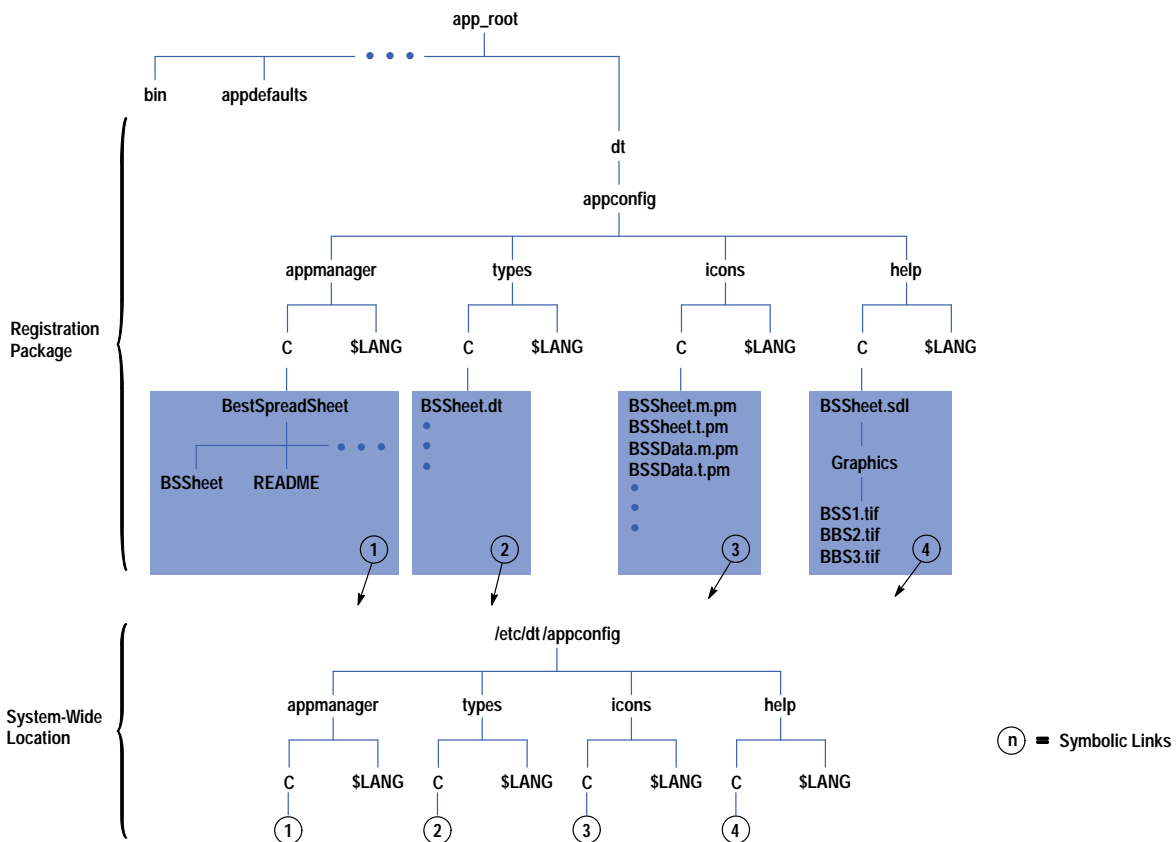 app_root
bin
appdefaults
dt
appconfig
appmanager
types
icons
help
C
$LANG
C
$LANG
C
$LANG
C
$LANG
Registration
Package
BestSpreadSheet
BSSheet
README
1
BSSheet.dt
2
BSSheet.m.pm
BSSheet.t.pm
BSSData.m.pm
BSSData.t.pm
3
BSSheet.sdl
Graphics
BSS1.tif
BBS2.tif
BBS3.tif
4
/etc/dt/appconfig
System-Wide
Location
appmanager
types
icons
help
C
$LANG
C
$LANG
C
$LANG
C
$LANG
1
2
3
4
n = Symbolic Links